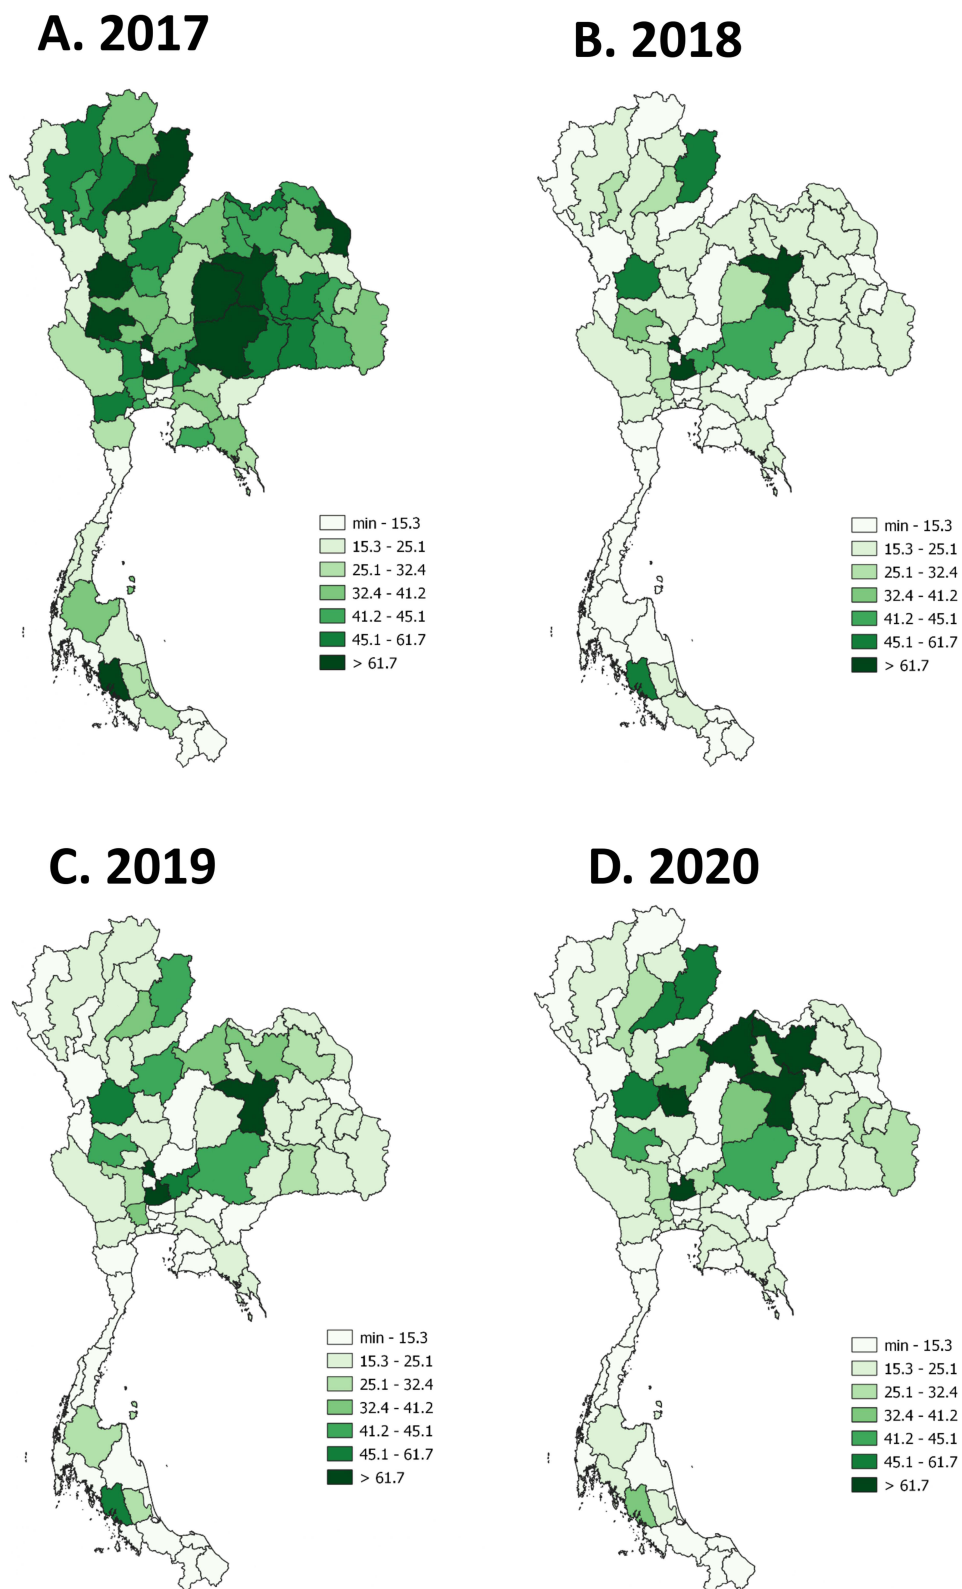 A. 2017
B. 2018
min - 15.3
15.3 - 25.1
25.1 - 32.4
32.4 - 41.2
41.2 - 45.1
45.1 - 61.7
> 61.7
min - 15.3
15.3 - 25.1
25.1 - 32.4
32.4 - 41.2
41.2 - 45.1
45.1 - 61.7
> 61.7
C. 2019
D. 2020
min - 15.3
15.3 - 25.1
25.1 - 32.4
32.4 - 41.2
41.2 - 45.1
45.1 - 61.7
> 61.7
min - 15.3
15.3 - 25.1
25.1 - 32.4
32.4 - 41.2
41.2 - 45.1
45.1 - 61.7
> 61.7